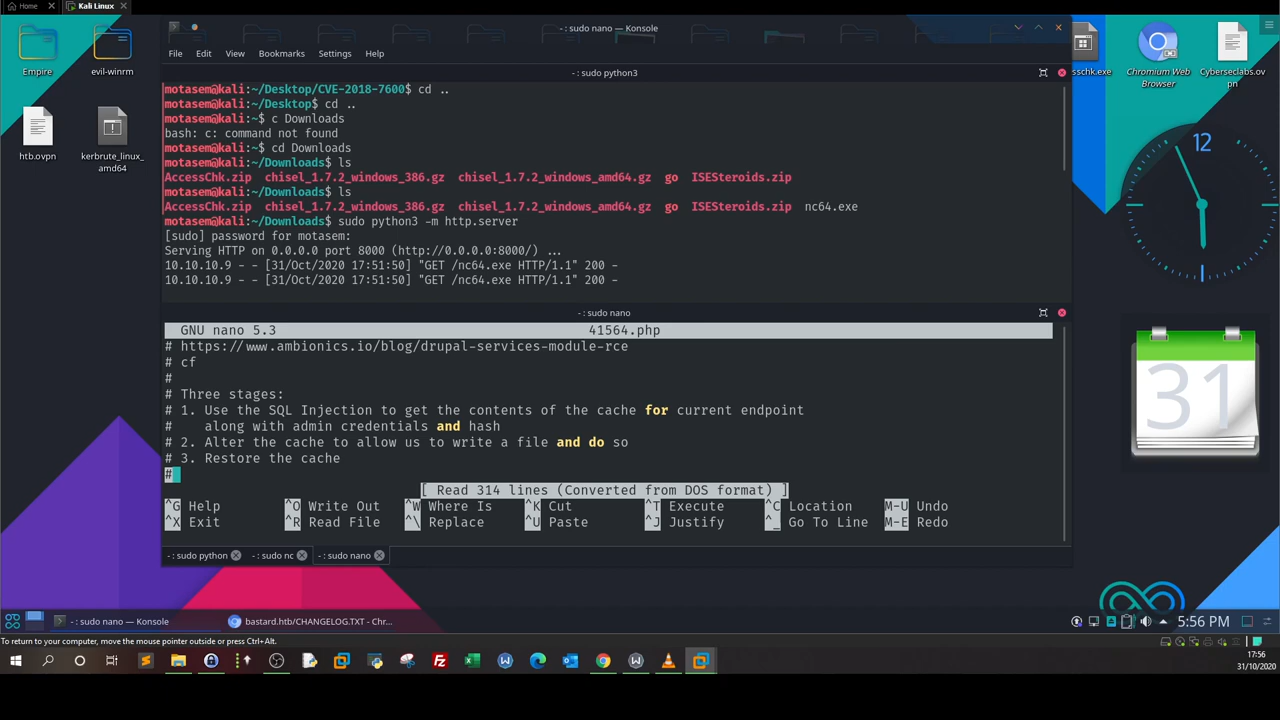 Home
Kali Linux
- : sudo nano — Konsole
File Edit View Bookmarks Settings Help
- : sudo python3
motasem@kali:~/Desktop/CVE-2018-7600$ cd ..
motasem@kali:~/Desktop$ cd ..
motasem@kali:~$ c Downloads
bash: c: command not found
motasem@kali:~$ cd Downloads
motasem@kali:~/Downloads$ ls
AccessChk.zip chisel_1.7.2_windows_386.gz chisel_1.7.2_windows_amd64.gz go ISESteroids.zip
motasem@kali:~/Downloads$ ls
AccessChk.zip chisel_1.7.2_windows_386.gz chisel_1.7.2_windows_amd64.gz go ISESteroids.zip nc64.exe
motasem@kali:~/Downloads$ sudo python3 -m http.server
[sudo] password for motasem:
Serving HTTP on 0.0.0.0 port 8000 (http://0.0.0.0:8000/) ...
10.10.10.9 - - [31/Oct/2020 17:51:50] "GET /nc64.exe HTTP/1.1" 200 -
10.10.10.9 - - [31/Oct/2020 17:51:50] "GET /nc64.exe HTTP/1.1" 200 -
- : sudo nano
GNU nano 5.3 41564.php
# https://www.ambionics.io/blog/drupal-services-module-rce
# cf
#
# Three stages:
# 1. Use the SQL Injection to get the contents of the cache for current endpoint
# along with admin credentials and hash
# 2. Alter the cache to allow us to write a file and do so
# 3. Restore the cache
#
[ Read 314 lines (Converted from DOS format) ]
^G Help ^O Write Out ^W Where Is ^K Cut ^T Execute ^C Location M-U Undo
^X Exit ^R Read File ^\ Replace ^U Paste ^J Justify ^_ Go To Line M-E Redo
- : sudo python
- : sudo nc
- : sudo nano
Empire
evil-winrm
htb.ovpn
kerbrute_linux_
amd64
sschk.exe
Chromium Web
Browser
Cyberseclabs.ov
pn
12
31
- : sudo nano — Konsole
bastard.htb/CHANGELOG.TXT - Chr...
5:56 PM
To return to your computer, move the mouse pointer outside or press Ctrl+Alt.
17:56
31/10/2020